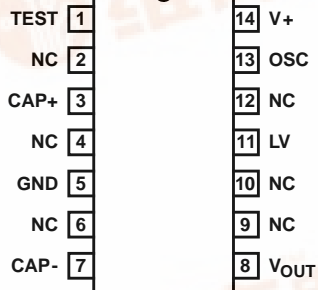 TEST 1 14 V+
NC 2 13 OSC
CAP+ 3 12 NC
NC 4 11 LV
GND 5 10 NC
NC 6 9 NC
CAP- 7 8 VOUT